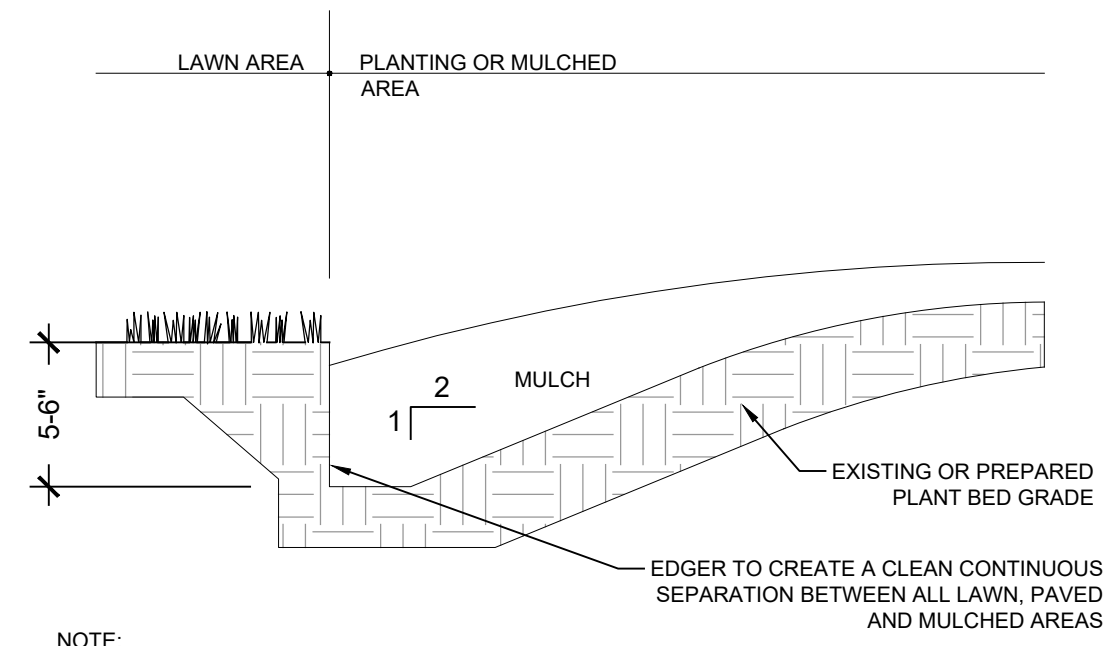 LAWN AREA
PLANTING OR MULCHED
AREA
5-6"
2
1
MULCH
EXISTING OR PREPARED
PLANT BED GRADE
EDGER TO CREATE A CLEAN CONTINUOUS
SEPARATION BETWEEN ALL LAWN, PAVED
AND MULCHED AREAS
NOTE: